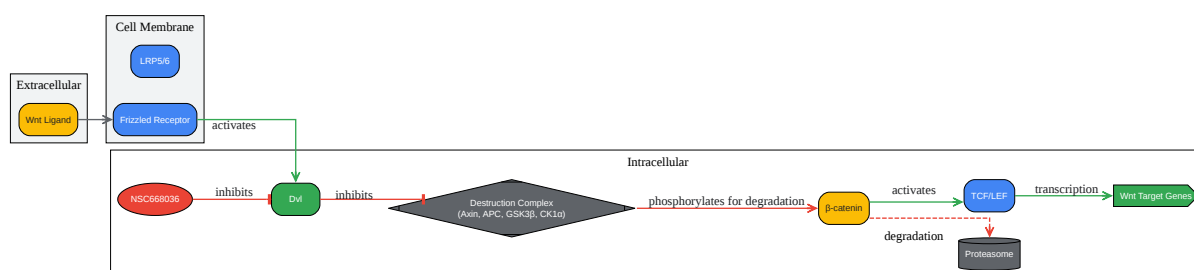 Cell Membrane
LRP5/6
Extracellular
Wnt Ligand
Frizzled Receptor
activates
Intracellular
NSC668036
inhibits
Dvl
inhibits
Destruction Complex
(Axin, APC, GSK3β, CK1α)
phosphorylates for degradation
β-catenin
activates
TCF/LEF
transcription
Wnt Target Genes
degradation
Proteasome